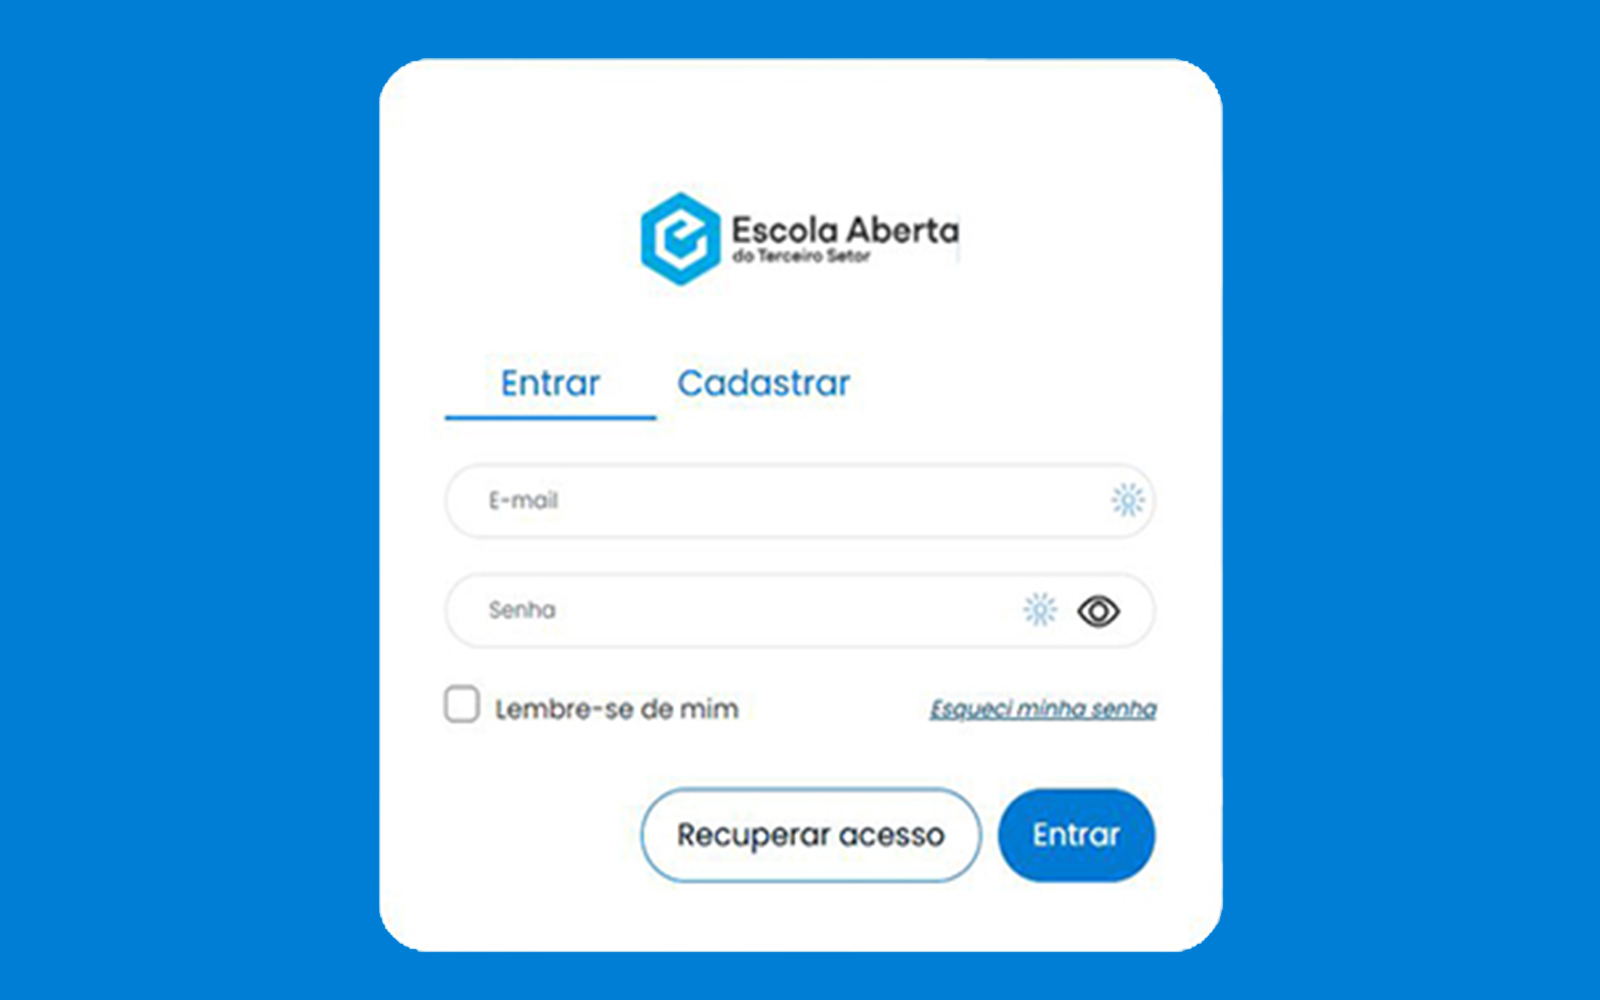 Escola Aberta
do Terceiro Setor
Entrar Cadastrar
E-mail
Senha
Lembre-se de mim Esqueci minha senha
Recuperar acesso Entrar